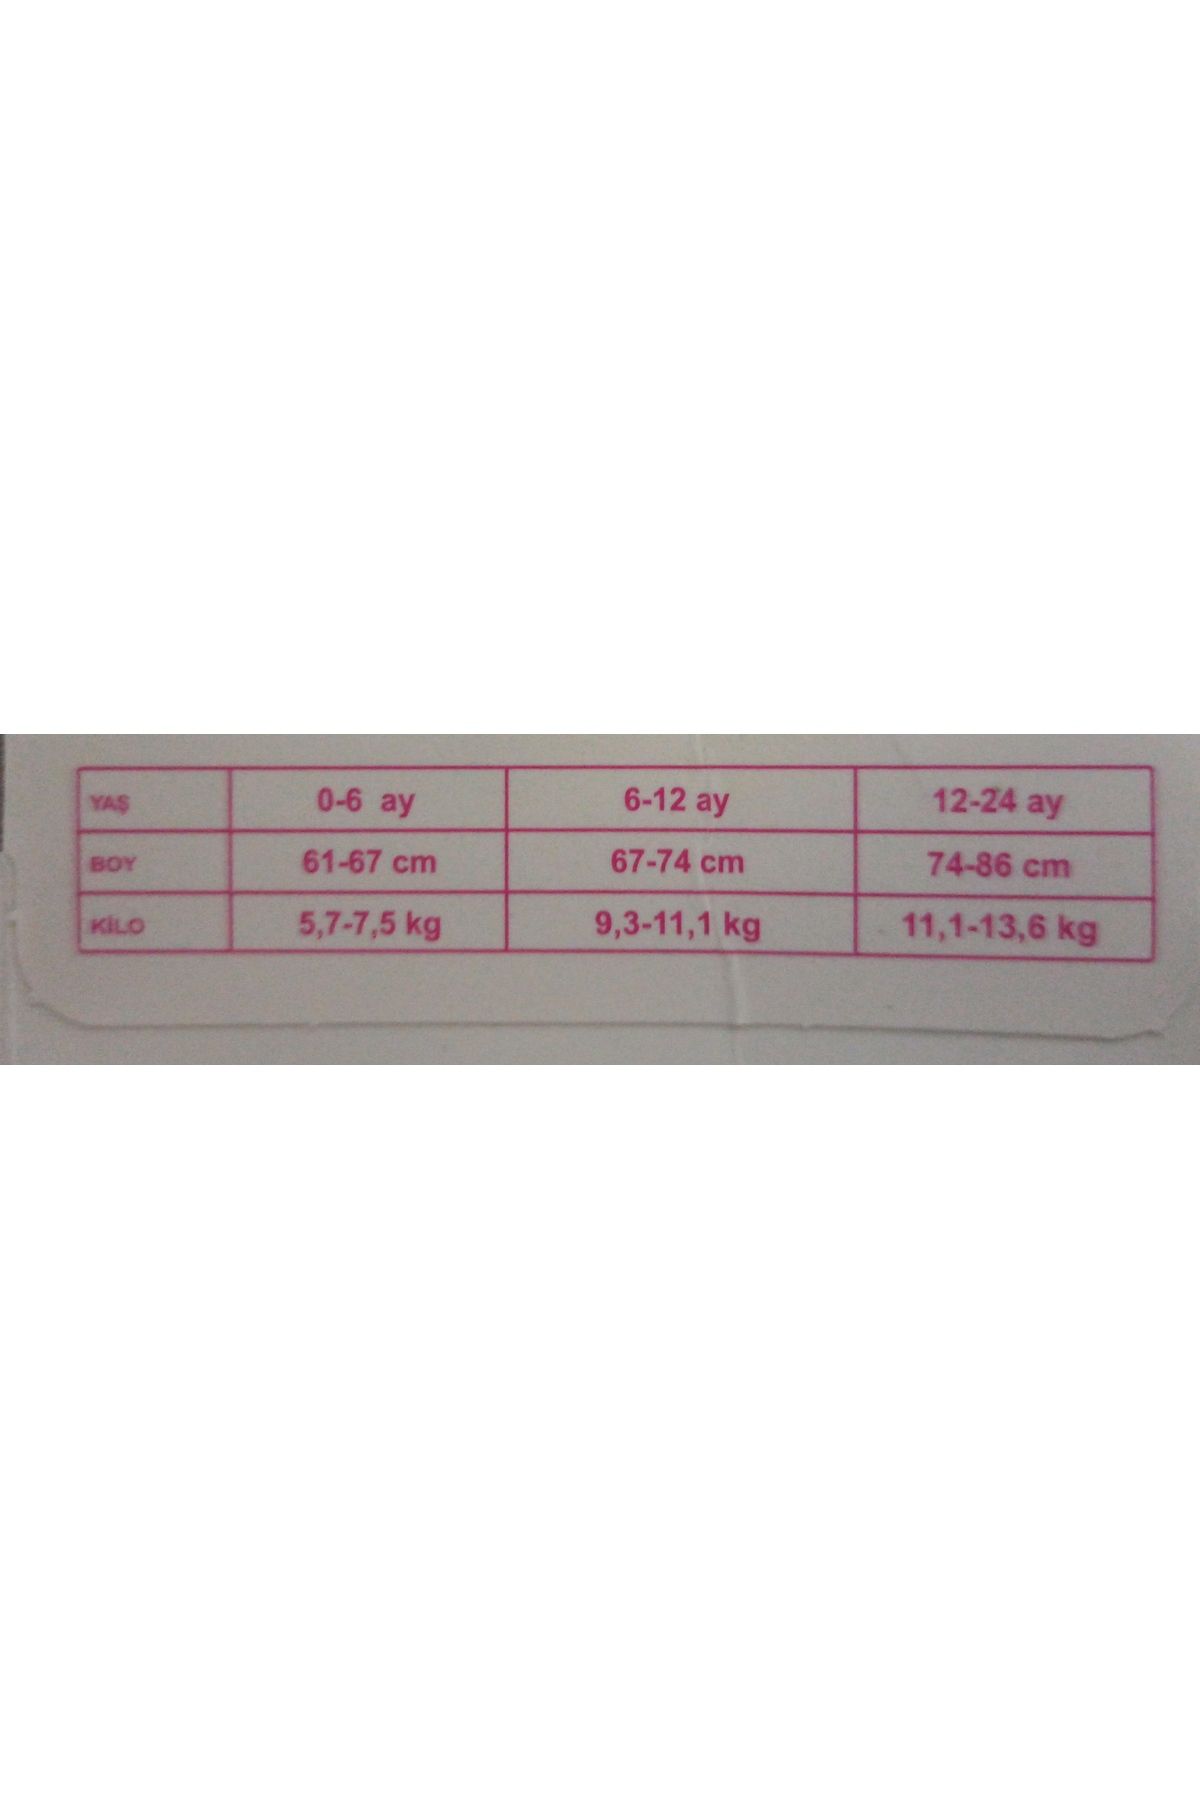 YAŞ 0-6 ay 6-12 ay 12-24 ay
BOY 61-67 cm 67-74 cm 74-86 cm
KİLO 5,7-7,5 kg 9,3-11,1 kg 11,1-13,6 kg